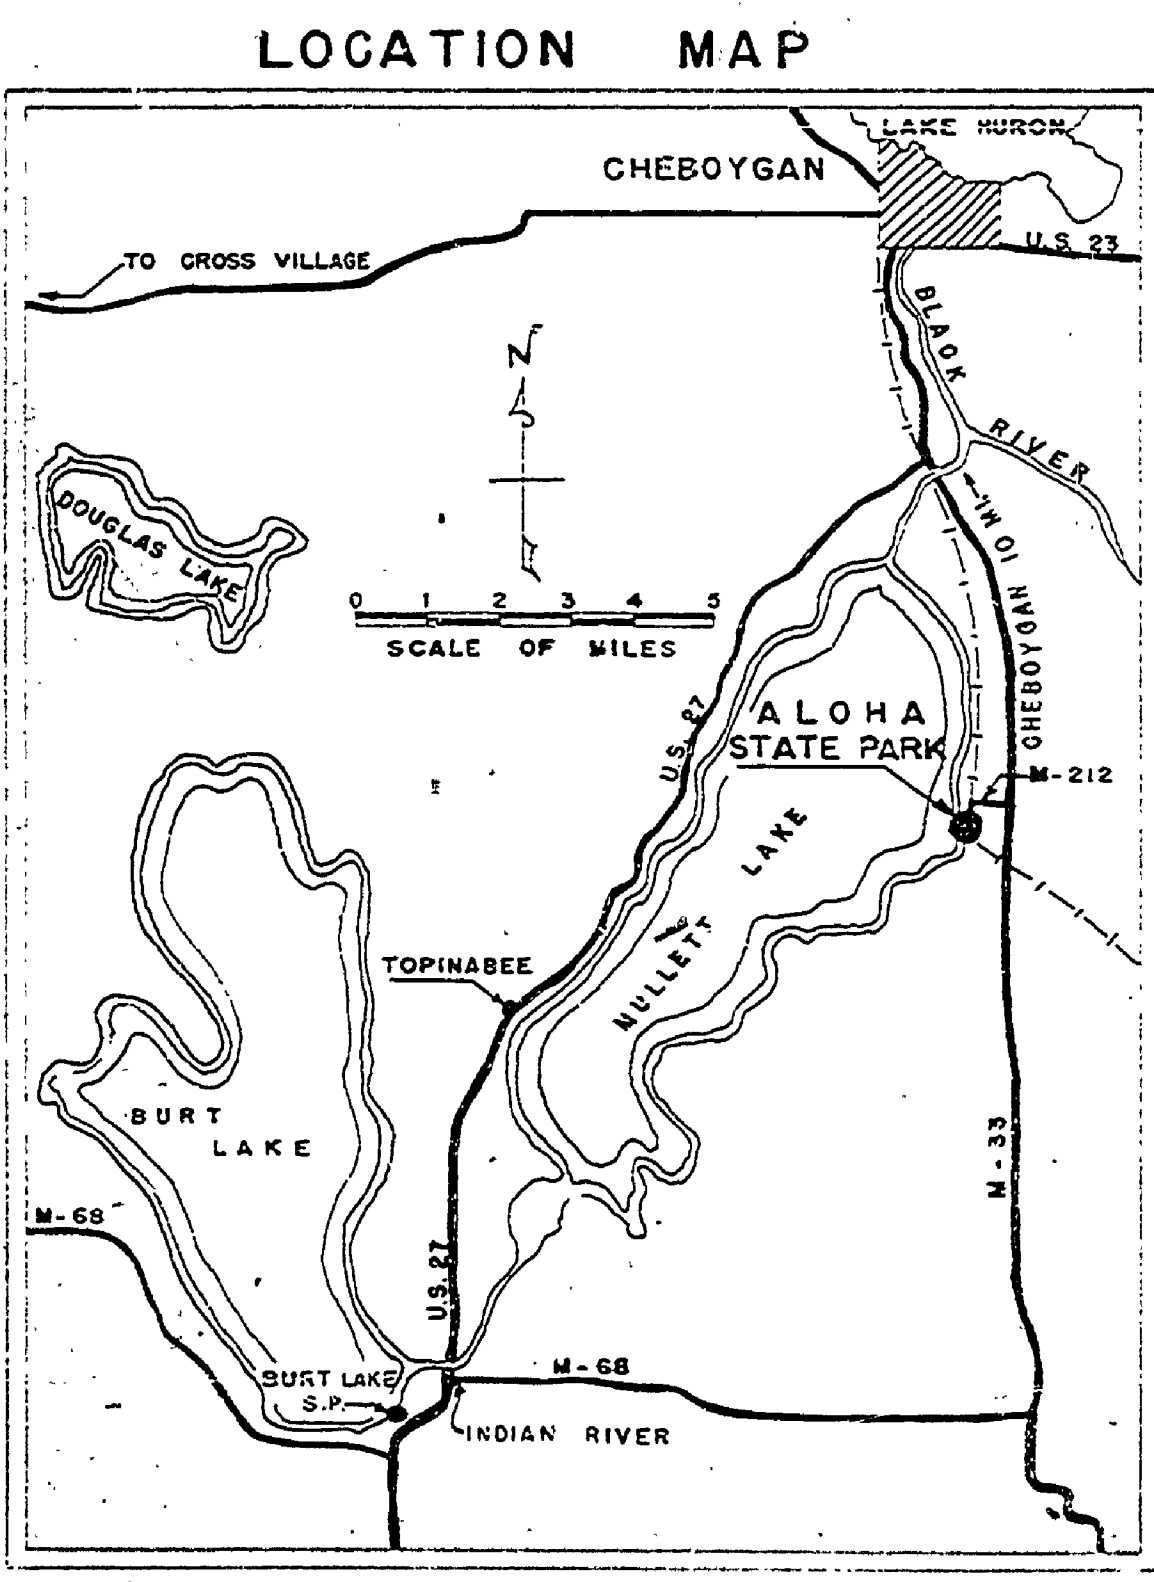 LOCATION MAP
LAKE HURON
CHEBOYGAN
U.S. 23
TO CROSS VILLAGE
N
BLACK
RIVER
DOUGLAS LAKE
10 MI.
CHEBOYGAN
0 1 2 3 4 5
SCALE OF MILES
U.S. 27
ALOHA
STATE PARK
M-212
LAKE
MULLETT
TOPINABEE
BURT
LAKE
M-33
M-68
U.S. 27
BURT LAKE
S.P.
M-68
INDIAN RIVER